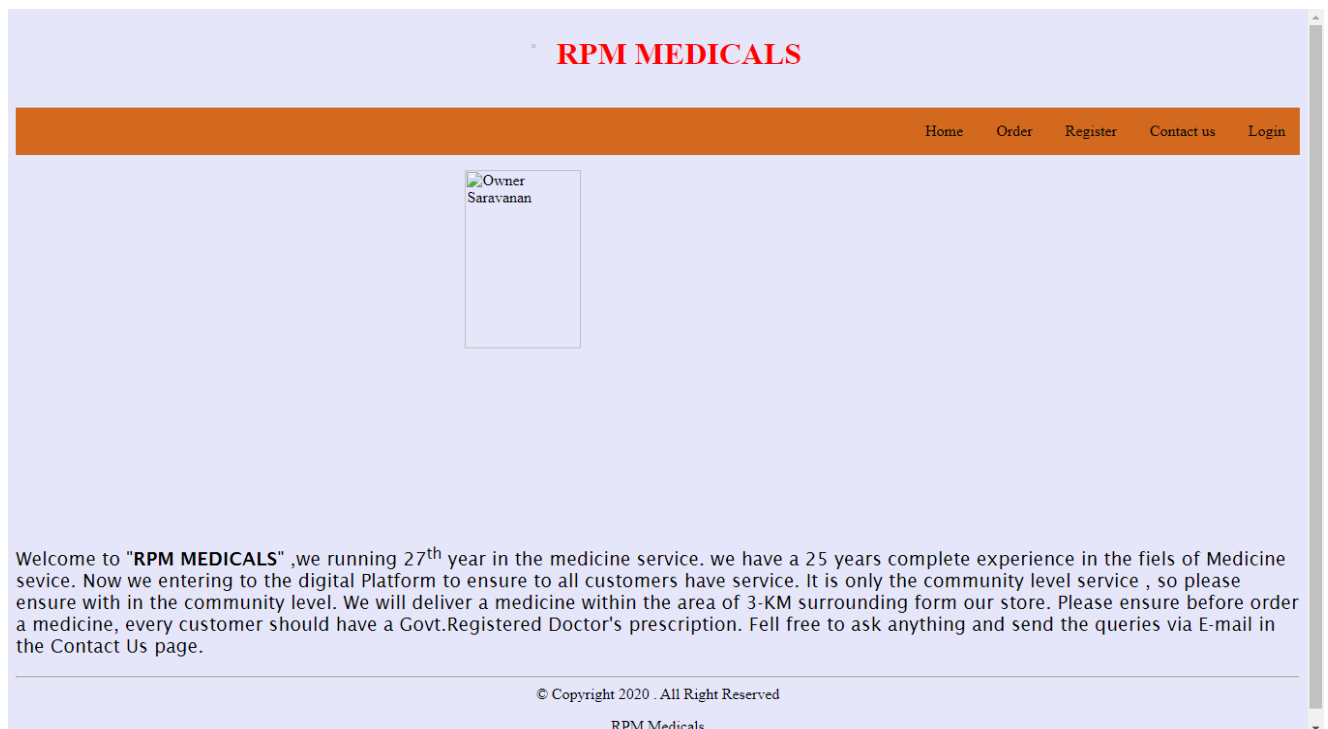 RPM MEDICALS
Home Order Register Contact us Login
Owner
Saravanan
Welcome to "RPM MEDICALS" ,we running 27th year in the medicine service. we have a 25 years complete experience in the fiels of Medicine
sevice. Now we entering to the digital Platform to ensure to all customers have service. It is only the community level service , so please
ensure with in the community level. We will deliver a medicine within the area of 3-KM surrounding form our store. Please ensure before order
a medicine, every customer should have a Govt.Registered Doctor's prescription. Fell free to ask anything and send the queries via E-mail in
the Contact Us page.
© Copyright 2020 . All Right Reserved
RPM Medicals